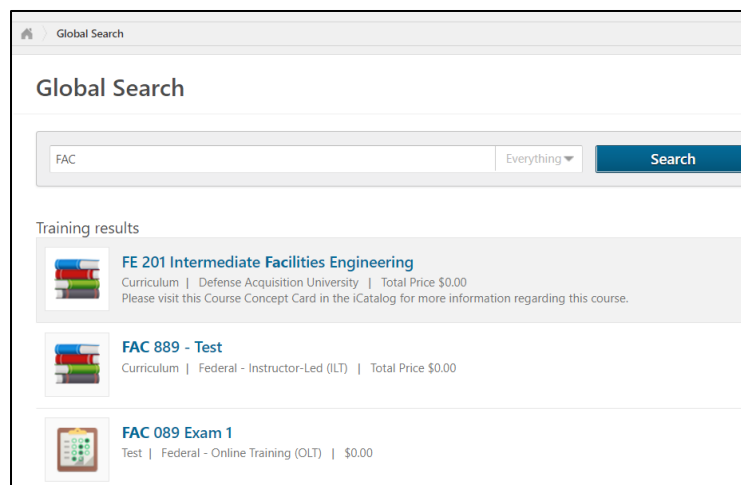 Global Search
Global Search
FAC
Everything
Search
Training results
FE 201 Intermediate Facilities Engineering
Curriculum | Defense Acquisition University | Total Price $0.00
Please visit this Course Concept Card in the iCatalog for more information regarding this course.
FAC 889 - Test
Curriculum | Federal - Instructor-Led (ILT) | Total Price $0.00
FAC 089 Exam 1
Test | Federal - Online Training (OLT) | $0.00